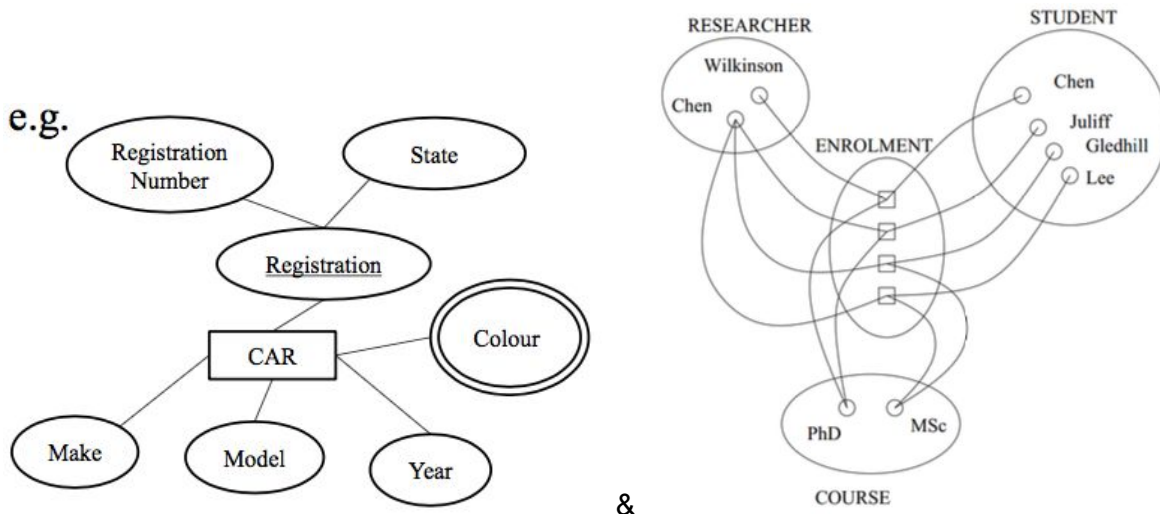 e.g.
Registration
Number
State
Registration
CAR
Colour
Make
Model
Year
&
RESEARCHER
STUDENT
Wilkinson
Chen
Chen
Juliff
Gledhill
Lee
ENROLMENT
PhD
MSc
COURSE